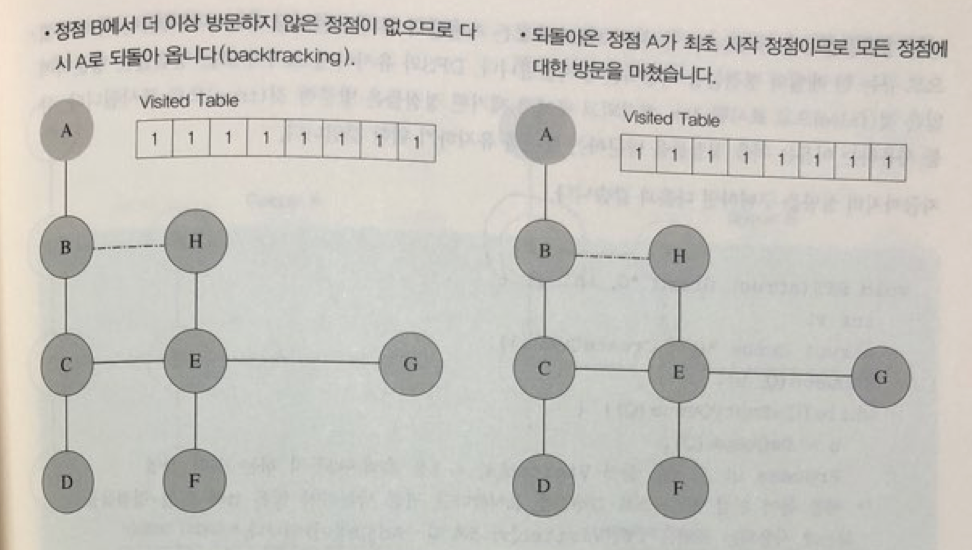 • 정점 B에서 더 이상 방문하지 않은 정점이 없으므로 다
시 A로 되돌아 옵니다(backtracking).
Visited Table
1 1 1 1 1 1 1 1
A
B H
C E G
D F
• 되돌아온 정점 A가 최초 시작 정점이므로 모든 정점에
대한 방문을 마쳤습니다.
Visited Table
1 1 1 1 1 1 1 1
A
B H
C E G
D F